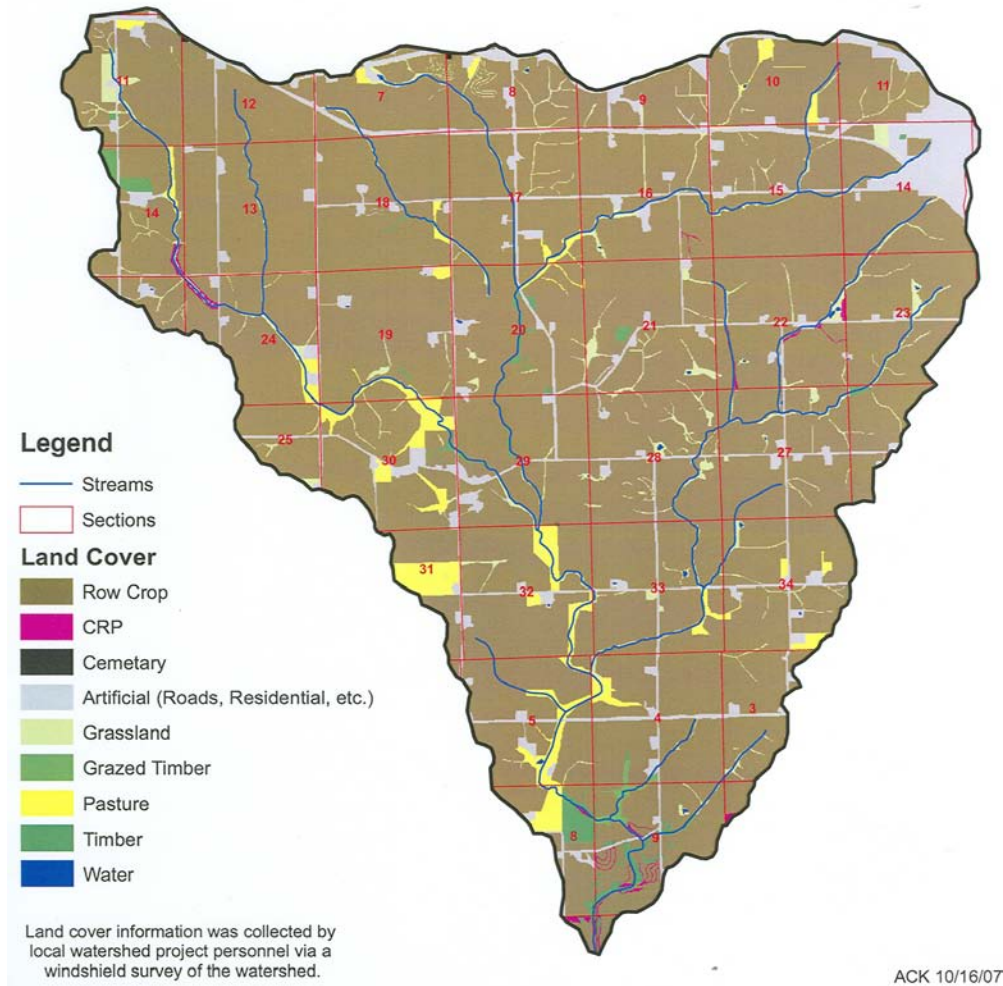 11
12
7
8
9
10
11
14
13
18
17
16
15
14
24
19
20
21
22
23
25
30
29
28
27
31
32
33
34
5
4
3
8
9
Legend
Streams
Sections
Land Cover
Row Crop
CRP
Cemetary
Artificial (Roads, Residential, etc.)
Grassland
Grazed Timber
Pasture
Timber
Water
Land cover information was collected by
local watershed project personnel via a
windshield survey of the watershed.
ACK 10/16/07